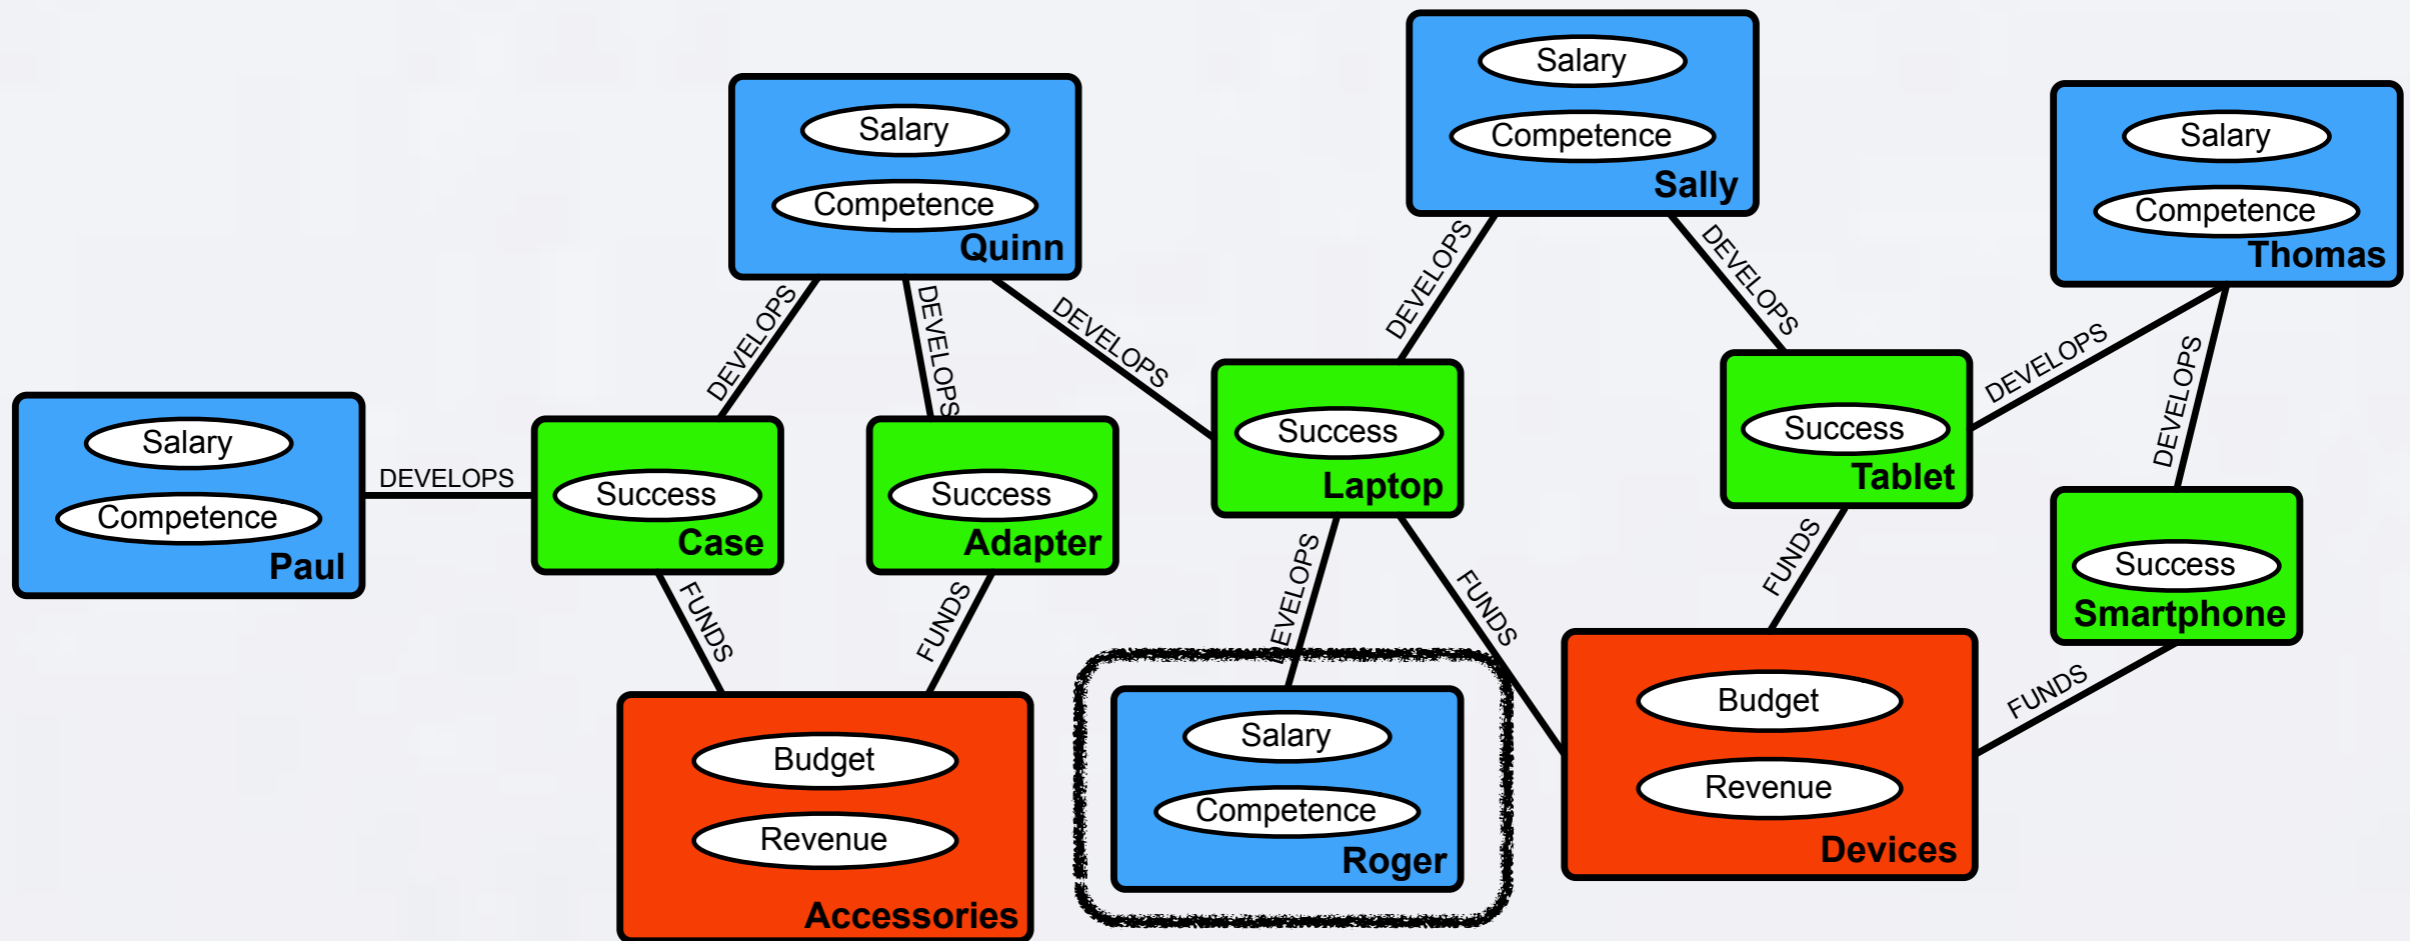 Salary
Competence
Sally
Salary
Competence
Quinn
Salary
Competence
Thomas
DEVELOPS
DEVELOPS
DEVELOPS
DEVELOPS
DEVELOPS
DEVELOPS
DEVELOPS
Salary
Competence
Paul
DEVELOPS
Success
Case
Success
Adapter
Success
Laptop
Success
Tablet
Success
Smartphone
FUNDS
FUNDS
DEVELOPS
FUNDS
FUNDS
FUNDS
Budget
Revenue
Accessories
Salary
Competence
Roger
Budget
Revenue
Devices